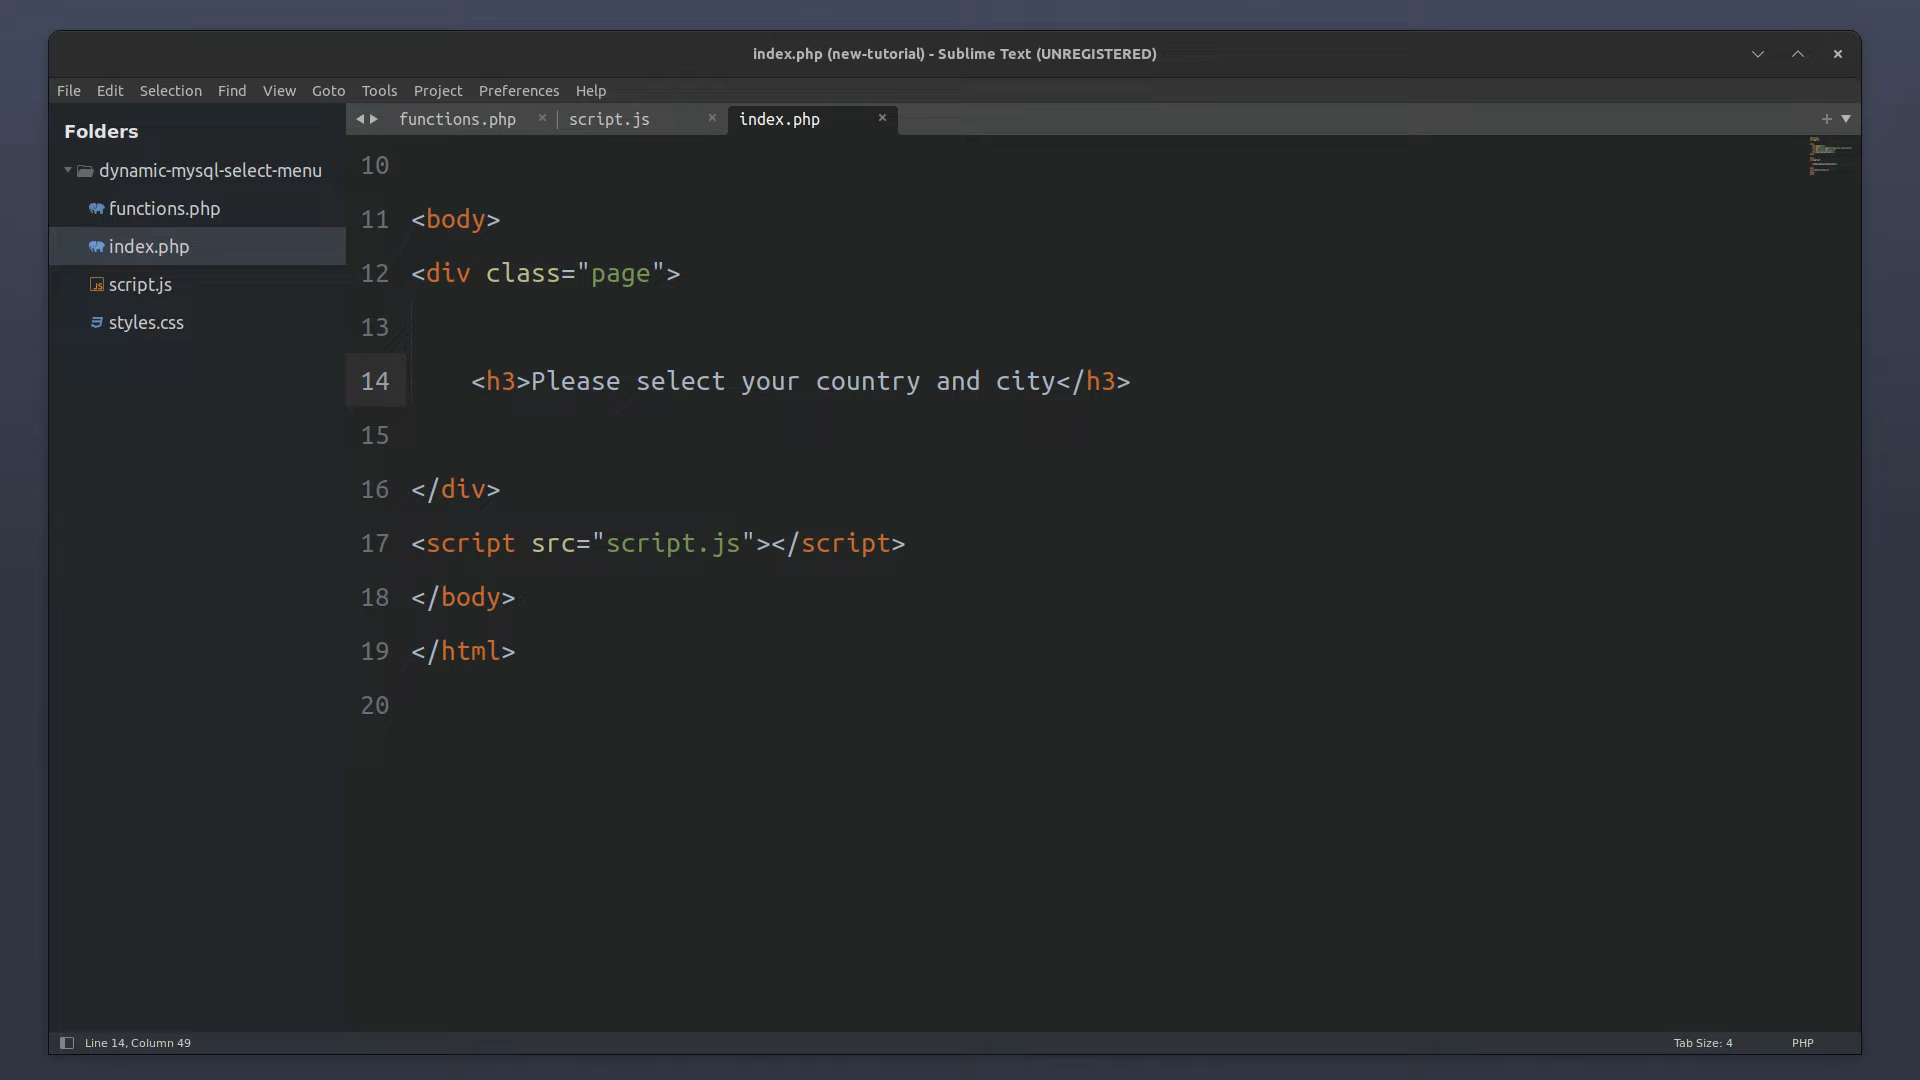 index.php (new-tutorial) - Sublime Text (UNREGISTERED)
File Edit Selection Find View Goto Tools Project Preferences Help
Folders
dynamic-mysql-select-menu
functions.php
index.php
script.js
styles.css
functions.php script.js index.php
10
11 <body>
12 <div class="page">
13
14     <h3>Please select your country and city</h3>
15
16 </div>
17 <script src="script.js"></script>
18 </body>
19 </html>
20
Line 14, Column 49 Tab Size: 4 PHP